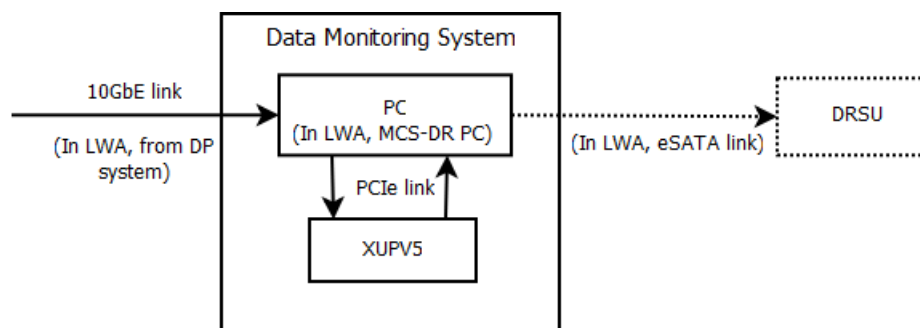 Data Monitoring System
10GbE link
(In LWA, from DP
system)
PC
(In LWA, MCS-DR PC)
(In LWA, eSATA link)
DRSU
PCIe link
XUPV5